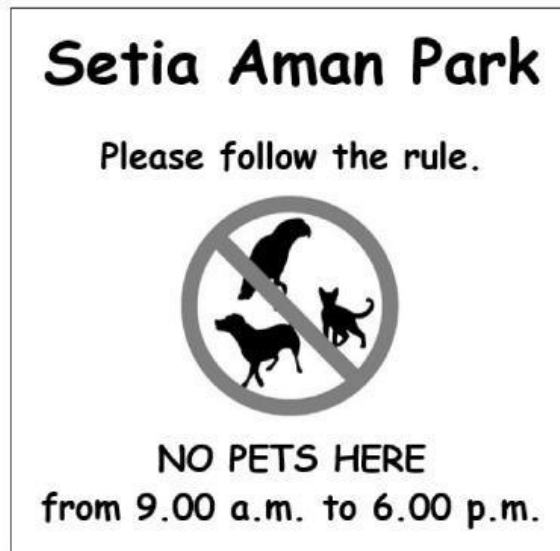 Setia Aman Park
Please follow the rule.
NO PETS HERE
from 9.00 a.m. to 6.00 p.m.